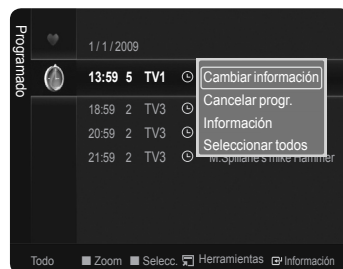 Programado
1 / 1 / 2009
13:59 5 TV1
18:59 2 TV3
20:59 2 TV3
21:59 2 TV3 M.Spillane's mike Hammer
Cambiar información
Cancelar progr.
Información
Seleccionar todos
Todo Zoom Selecc. Herramientas Información